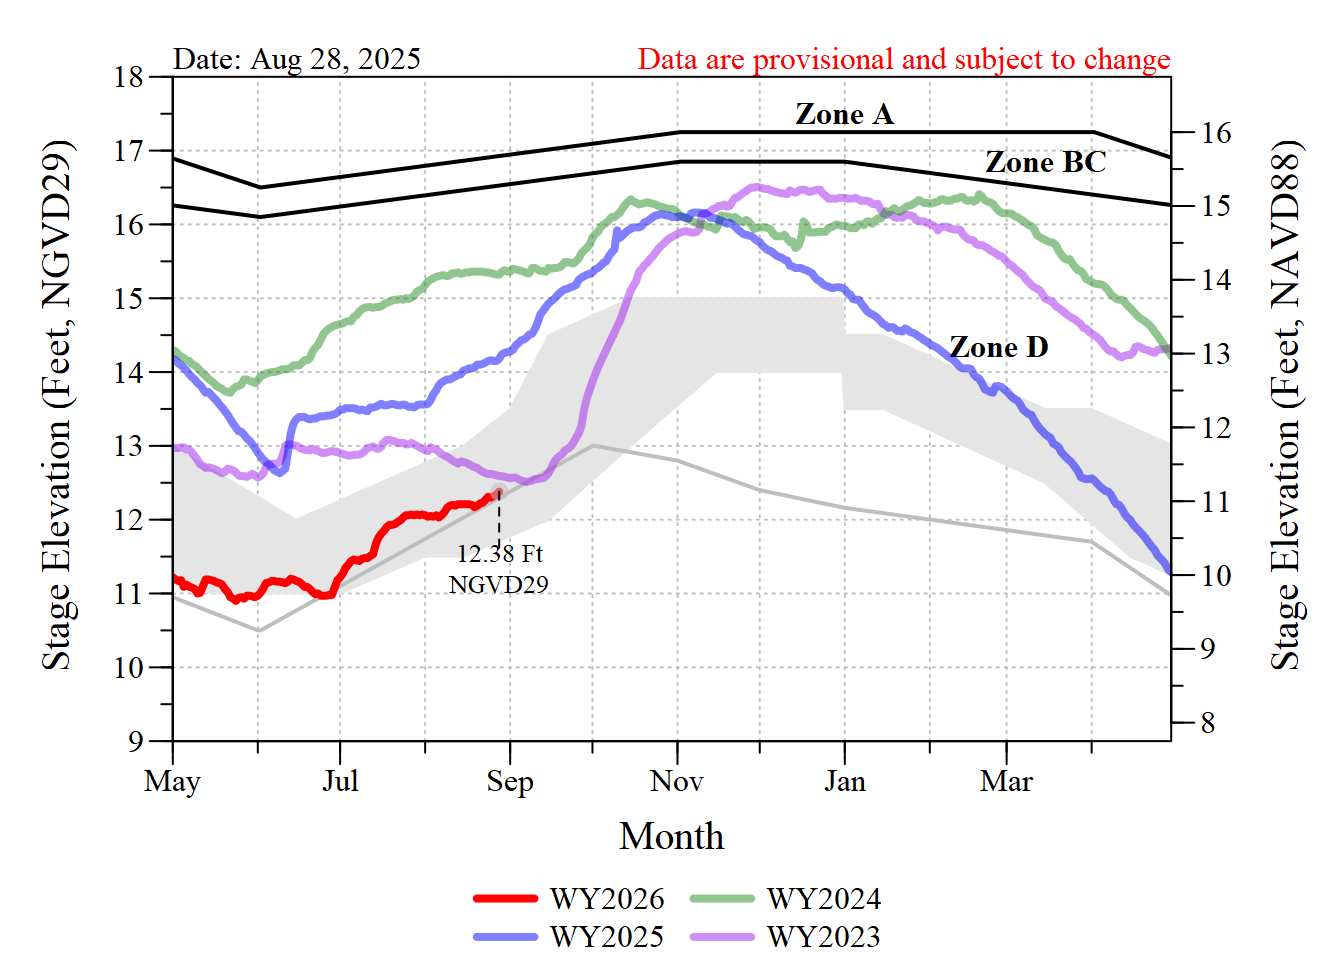 Date: Aug 28, 2025
Data are provisional and subject to change
Stage Elevation (Feet, NGVD29)
18
17
16
15
14
13
12
11
10
9
Zone A
Zone BC
Zone D
12.38 Ft
NGVD29
16
15
14
13
12
11
10
9
8
Stage Elevation (Feet, NAVD88)
May Jul Sep Nov Jan Mar
Month
WY2026 WY2024
WY2025 WY2023